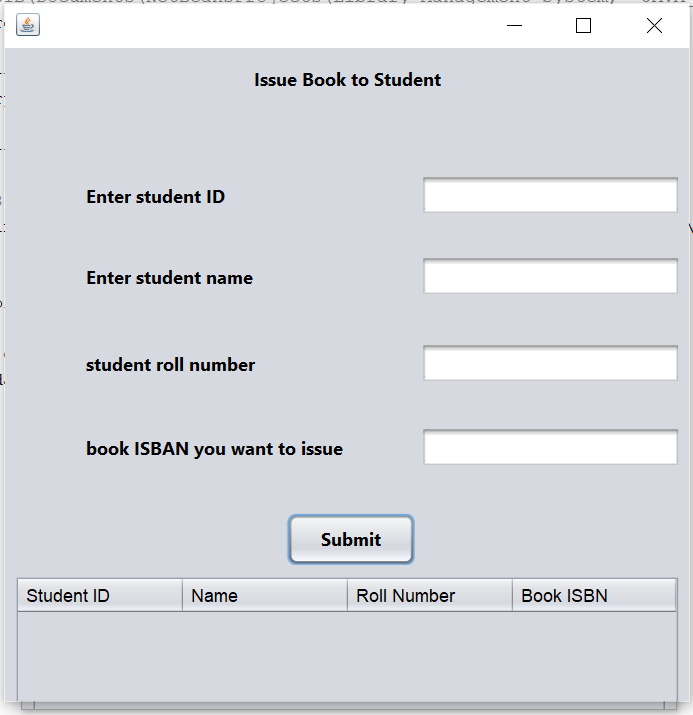 Issue Book to Student
Enter student ID
Enter student name
student roll number
book ISBAN you want to issue
Submit
Student ID Name Roll Number Book ISBN